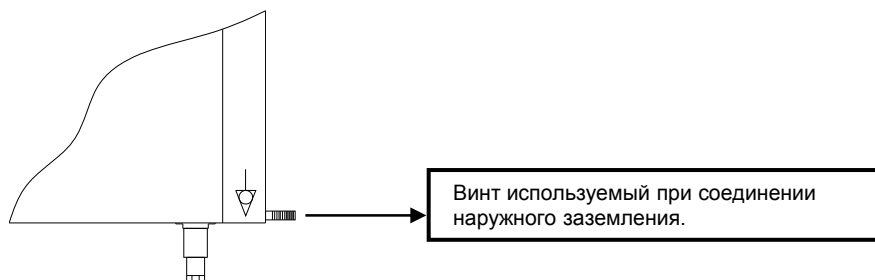 Винт используемый при соединении
наружного заземления.